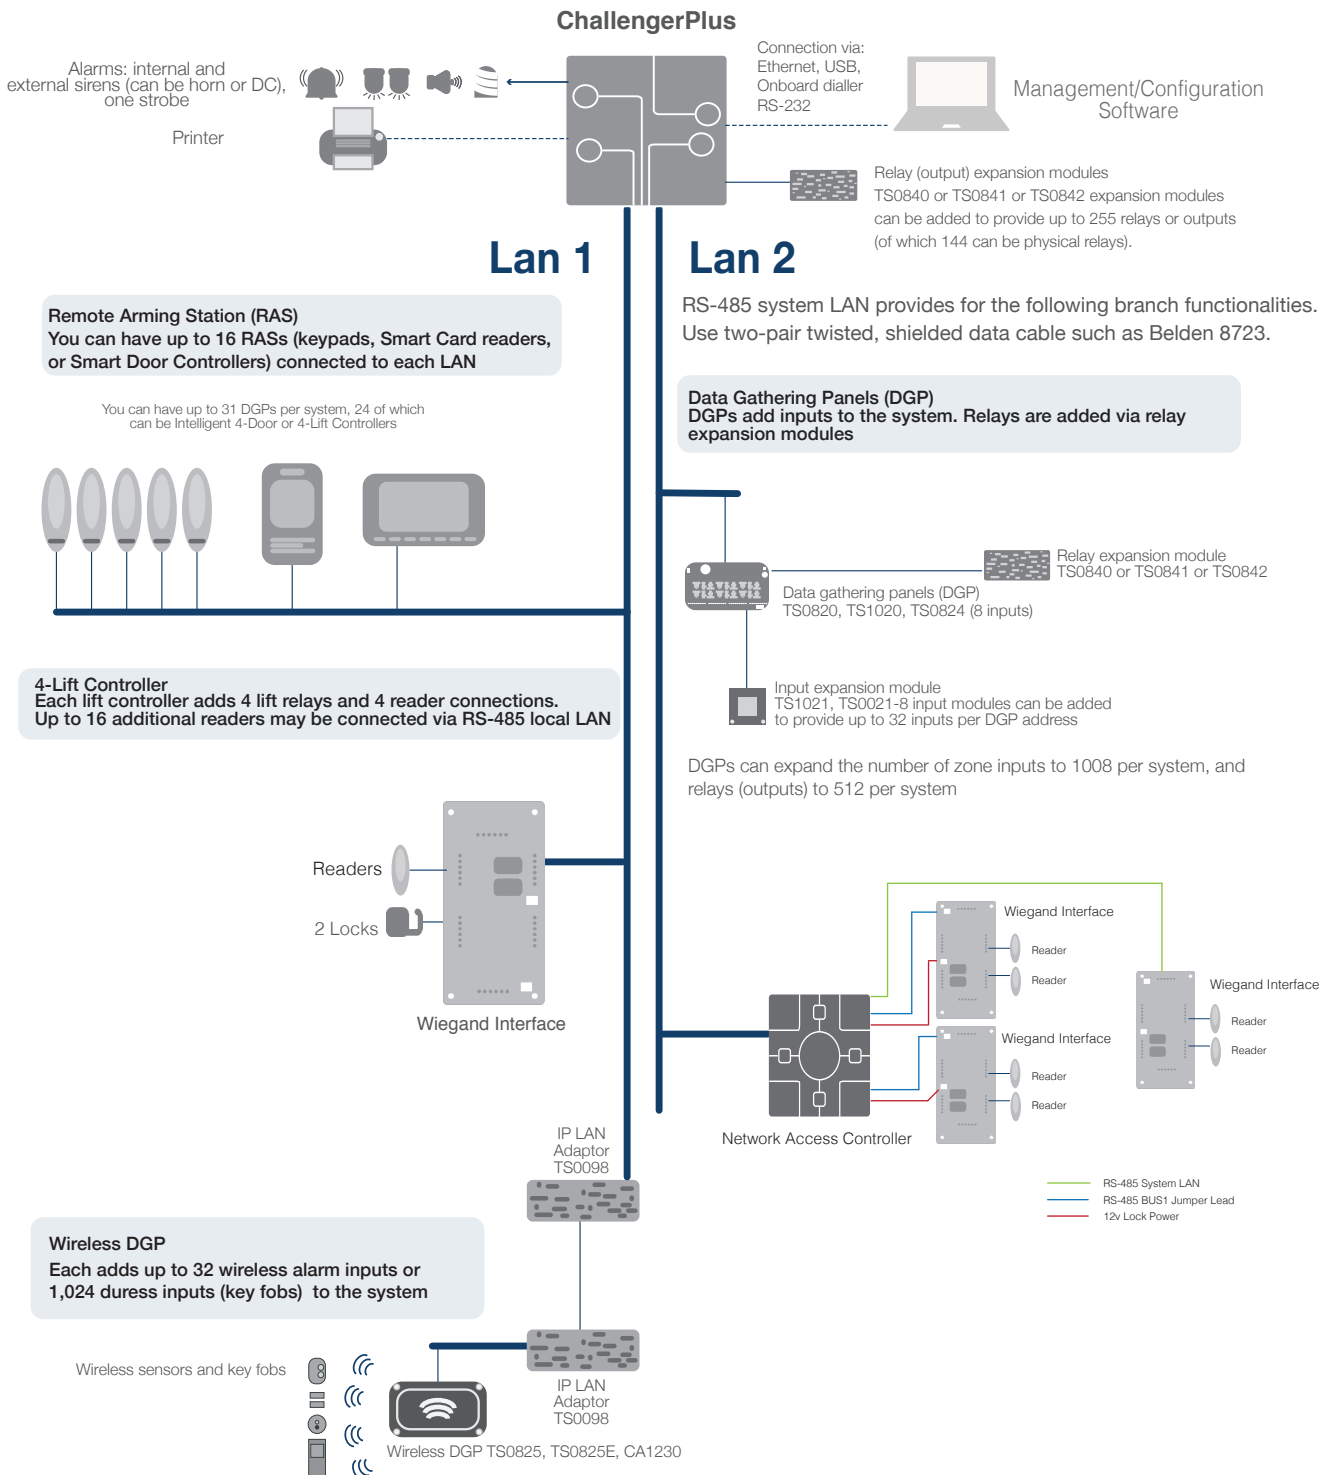 ChallengerPlus
Alarms: internal and
external sirens (can be horn or DC),
one strobe
Printer
Connection via:
Ethernet, USB,
Onboard dialler
RS-232
Management/Configuration
Software
Relay (output) expansion modules
TS0840 or TS0841 or TS0842 expansion modules
can be added to provide up to 255 relays or outputs
(of which 144 can be physical relays).
Lan 1
Lan 2
RS-485 system LAN provides for the following branch functionalities.
Use two-pair twisted, shielded data cable such as Belden 8723.
Remote Arming Station (RAS)
You can have up to 16 RASs (keypads, Smart Card readers,
or Smart Door Controllers) connected to each LAN
You can have up to 31 DGPs per system, 24 of which
can be Intelligent 4-Door or 4-Lift Controllers
Data Gathering Panels (DGP)
DGPs add inputs to the system. Relays are added via relay
expansion modules
Relay expansion module
TS0840 or TS0841 or TS0842
Data gathering panels (DGP)
TS0820, TS1020, TS0824 (8 inputs)
Input expansion module
TS1021, TS0021-8 input modules can be added
to provide up to 32 inputs per DGP address
DGPs can expand the number of zone inputs to 1008 per system, and
relays (outputs) to 512 per system
4-Lift Controller
Each lift controller adds 4 lift relays and 4 reader connections.
Up to 16 additional readers may be connected via RS-485 local LAN
Readers
2 Locks
Wiegand Interface
Wiegand Interface
Reader
Reader
Wiegand Interface
Reader
Reader
Wiegand Interface
Reader
Reader
Network Access Controller
RS-485 System LAN
RS-485 BUS1 Jumper Lead
12v Lock Power
IP LAN
Adaptor
TS0098
Wireless DGP
Each adds up to 32 wireless alarm inputs or
1,024 duress inputs (key fobs) to the system
Wireless sensors and key fobs
IP LAN
Adaptor
TS0098
Wireless DGP TS0825, TS0825E, CA1230